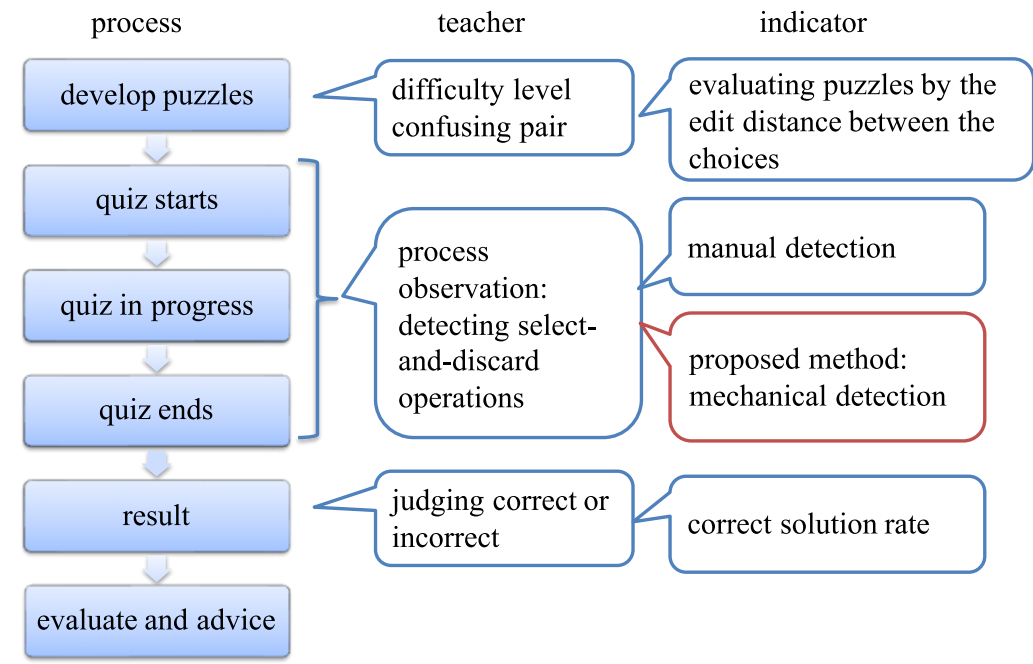 process
teacher
indicator
develop puzzles
difficulty level
confusing pair
evaluating puzzles by the
edit distance between the
choices
quiz starts
quiz in progress
quiz ends
process
observation:
detecting select-
and-discard
operations
manual detection
proposed method:
mechanical detection
result
judging correct or
incorrect
correct solution rate
evaluate and advice